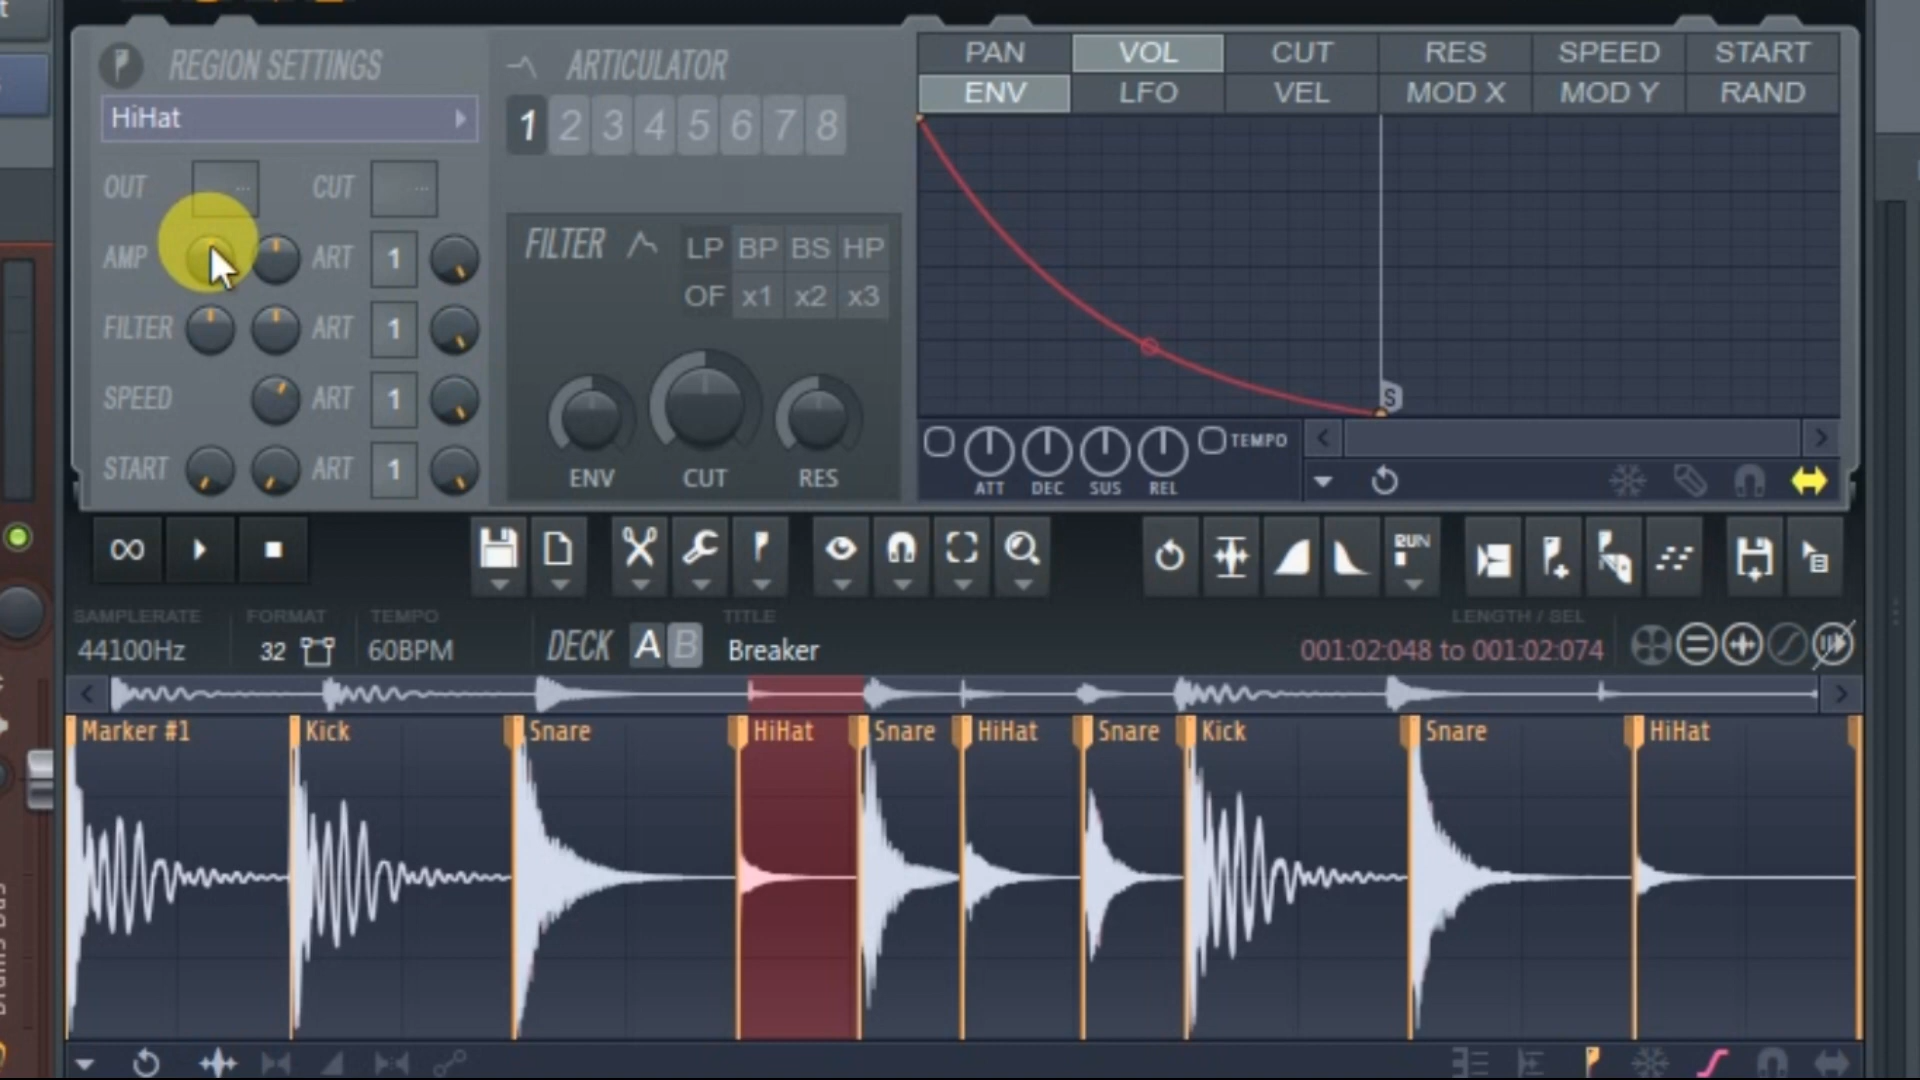 REGION SETTINGS
HiHat
OUT ... CUT ...
AMP ART 1
FILTER ART 1
SPEED ART 1
START ART 1
ARTICULATOR
1 2 3 4 5 6 7 8
FILTER LP BP BS HP
OF x1 x2 x3
ENV CUT RES
PAN VOL CUT RES SPEED START
ENV LFO VEL MOD X MOD Y RAND
S
TEMPO
ATT DEC SUS REL
RUN
SAMPLERATE FORMAT TEMPO TITLE LENGTH / SEL
44100Hz 32 60BPM DECK A B Breaker 001:02:048 to 001:02:074
Marker #1 Kick Snare HiHat Snare HiHat Snare Kick Snare HiHat